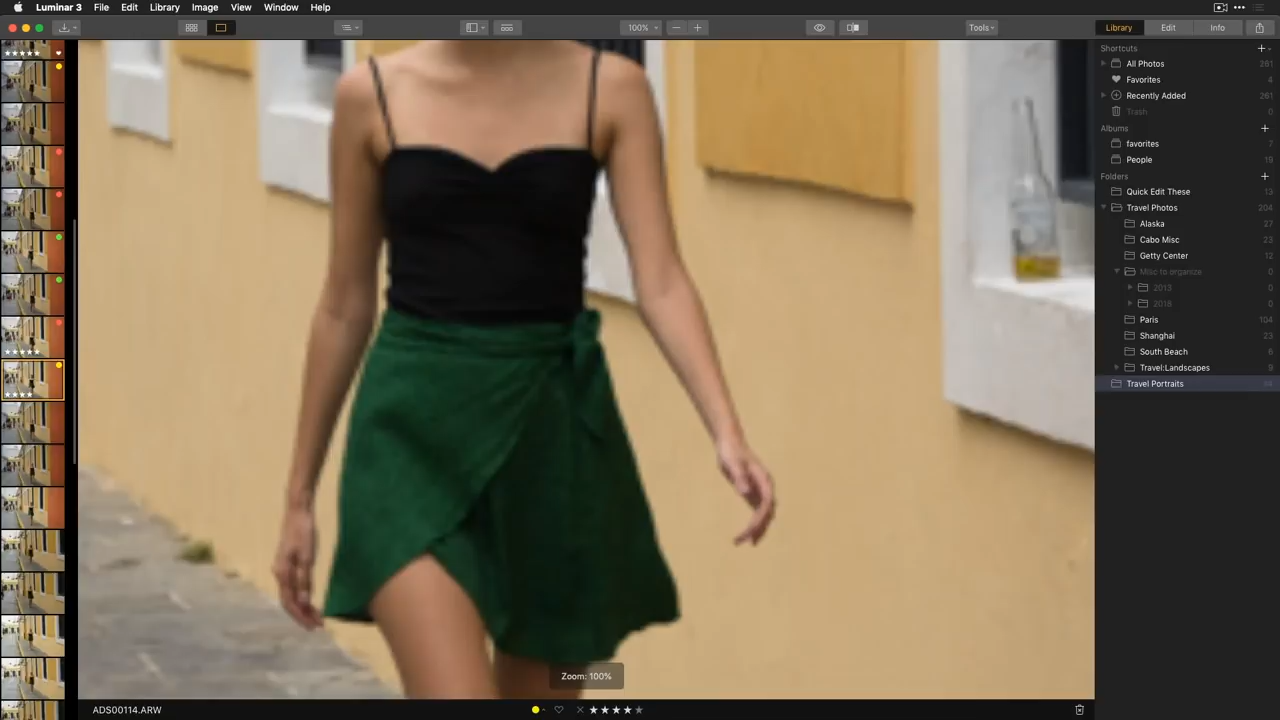 Luminar 3 File Edit Library Image View Window Help
100% Tools Library Edit Info
Shortcuts
All Photos 261
Favorites 4
Recently Added 261
Trash 0
Albums
favorites 7
People 19
Folders
Quick Edit These 13
Travel Photos 204
Alaska 27
Cabo Misc 23
Getty Center 12
Misc to organize 0
2013 0
2018 0
Paris 104
Shanghai 23
South Beach 6
Travel:Landscapes 9
Travel Portraits
Zoom: 100%
ADS00114.ARW